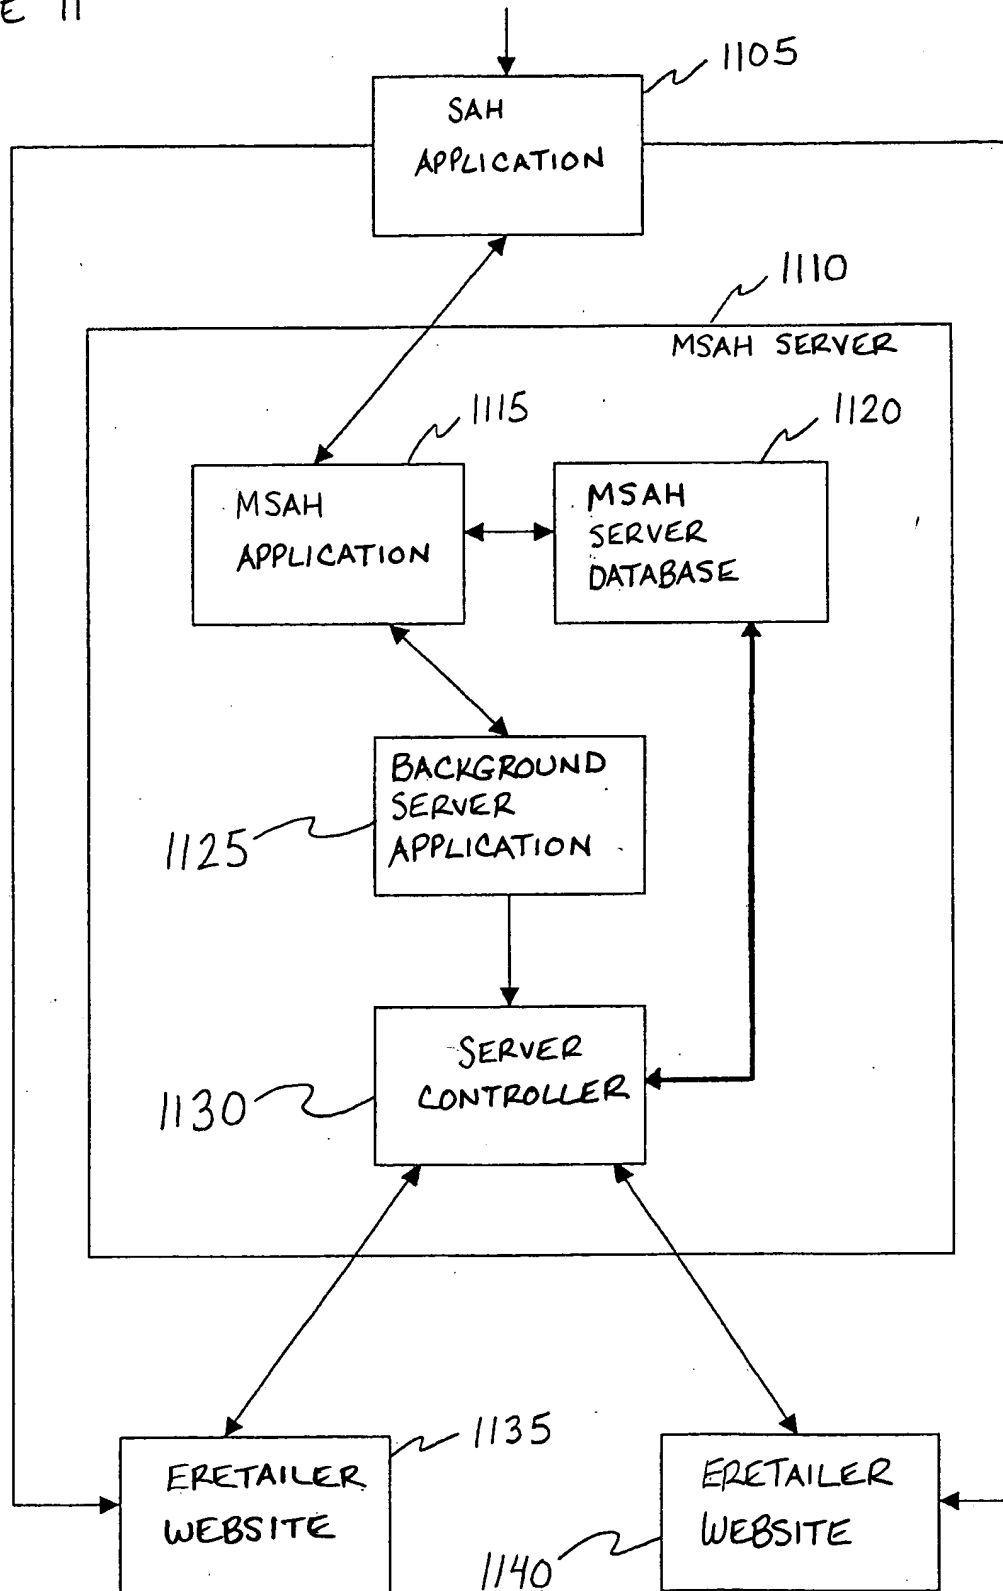 E 11
1105
SAH
APPLICATION
1110
MSAH SERVER
1115
1120
MSAH
APPLICATION
MSAH
SERVER
DATABASE
BACKGROUND
SERVER
APPLICATION
1125
SERVER
CONTROLLER
1130
1135
ERETAILER
WEBSITE
ERETAILER
WEBSITE
1140